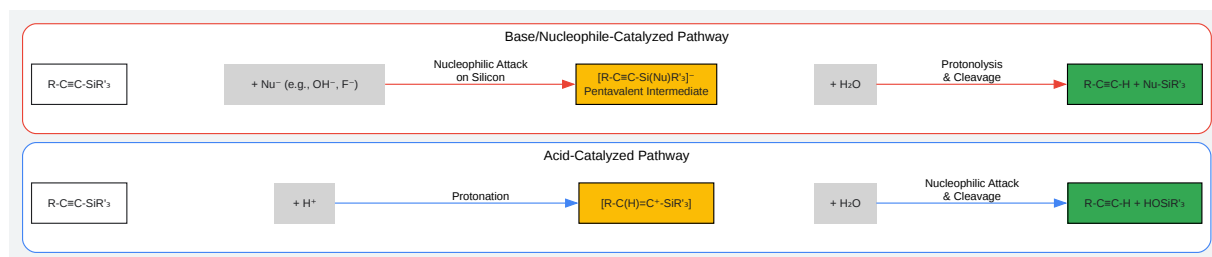 Base/Nucleophile-Catalyzed Pathway
R-C≡C-SiR'₃
+ Nu⁻ (e.g., OH⁻, F⁻)
Nucleophilic Attack
on Silicon
[R-C≡C-Si(Nu)R'₃]⁻
Pentavalent Intermediate
+ H₂O
Protonolysis
& Cleavage
R-C≡C-H + Nu-SiR'₃
Acid-Catalyzed Pathway
R-C≡C-SiR'₃
+ H⁺
Protonation
[R-C(H)=C⁺-SiR'₃]
+ H₂O
Nucleophilic Attack
& Cleavage
R-C≡C-H + HOSiR'₃